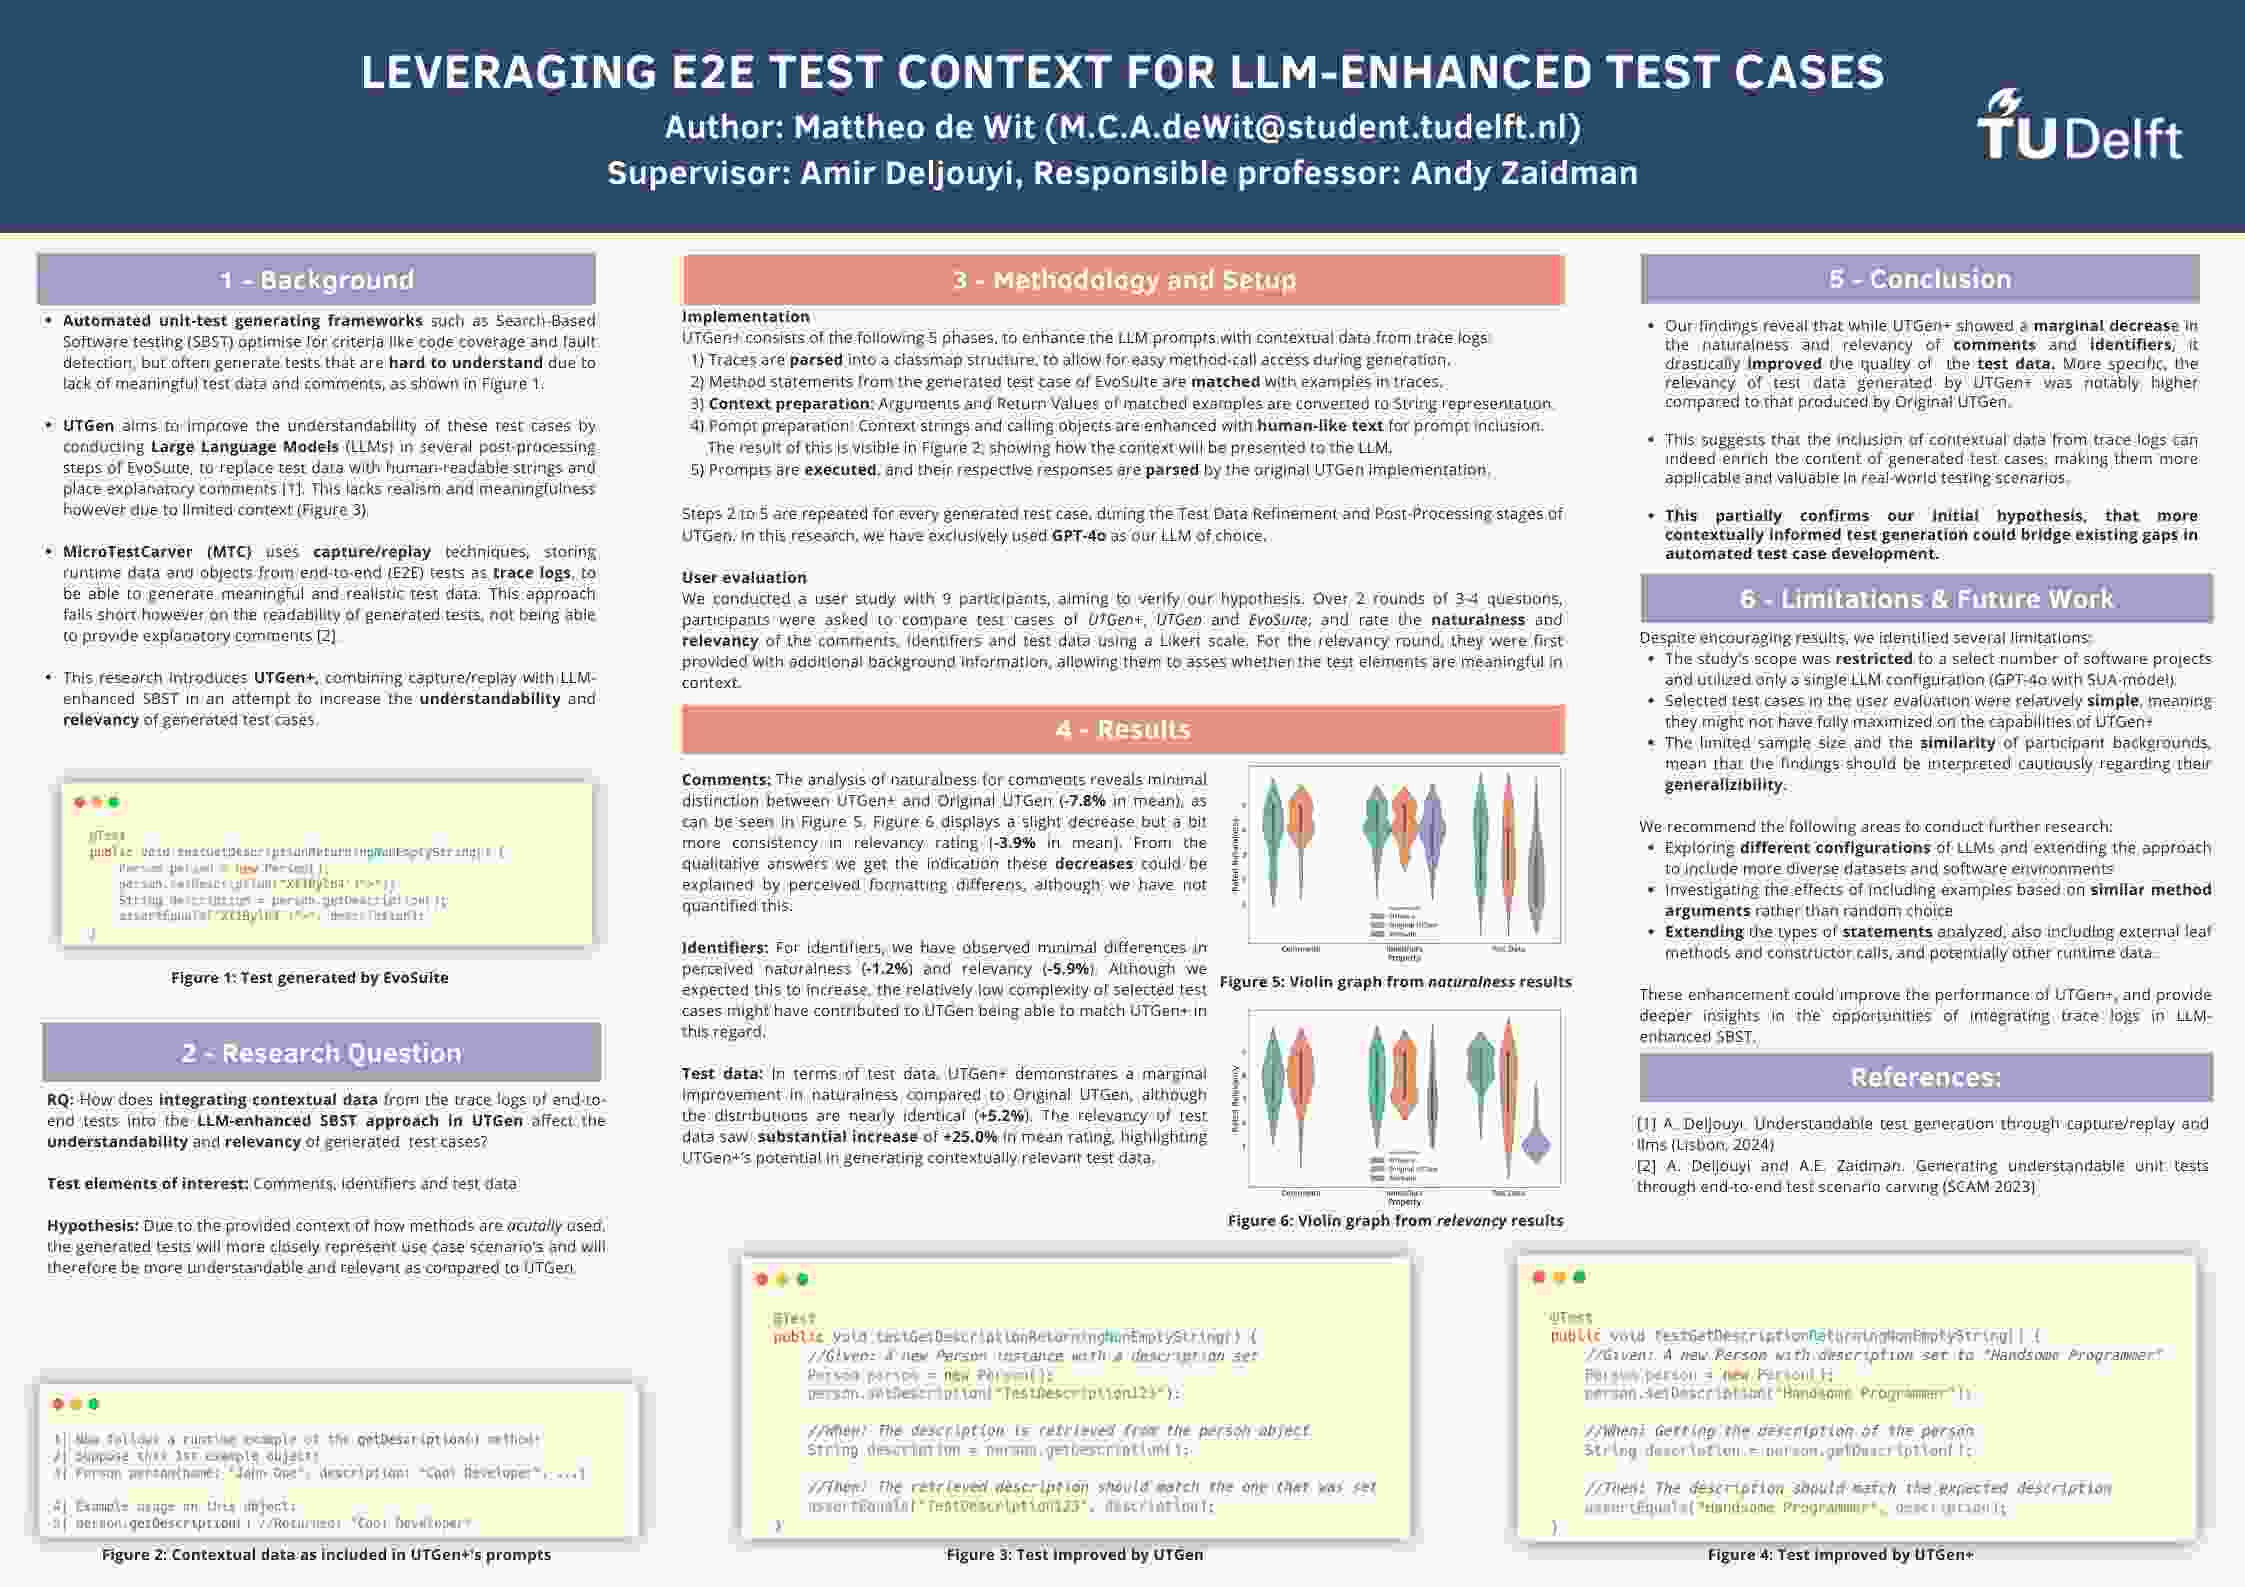 LEVERAGING E2E TEST CONTEXT FOR LLM-ENHANCED TEST CASES
Author: Mattheo de Wit (M.C.A.deWit@student.tudelft.nl)
Supervisor: Amir Deljouyi, Responsible professor: Andy Zaidman
TU Delft
1 - Background
• Automated unit-test generating frameworks such as Search-Based
Software testing (SBST) optimise for criteria like code coverage and fault
detection, but often generate tests that are hard to understand due to
lack of meaningful test data and comments, as shown in Figure 1.
• UTGen aims to improve the understandability of these test cases by
conducting Large Language Models (LLMs) in several post-processing
steps of EvoSuite, to replace test data with human-readable strings and
place explanatory comments [1]. This lacks realism and meaningfulness
however due to limited context (Figure 3)
• MicroTestCarver (MTC) uses capture/replay techniques, storing
runtime data and objects from end-to-end (E2E) tests as trace logs, to
be able to generate meaningful and realistic test data. This approach
falls short however on the readability of generated tests, not being able
to provide explanatory comments [2]
• This research introduces UTGen+, combining capture/replay with LLM-
enhanced SBST in an attempt to increase the understandability and
relevancy of generated test cases.
@Test
public void testGetDescriptionReturningNonEmptyString() {
Person person = new Person();
String description = person.getDescription();
}
Figure 1: Test generated by EvoSuite
2 - Research Question
RQ: How does integrating contextual data from the trace logs of end-to-
end tests into the LLM-enhanced SBST approach in UTGen affect the
understandability and relevancy of generated test cases?
Test elements of interest: Comments, identifiers and test data
Hypothesis: Due to the provided context of how methods are acutally used,
the generated tests will more closely represent use case scenario's and will
therefore be more understandable and relevant as compared to UTGen.
1| Now follows a runtime example of the getDescription() method:
2| Suppose this 1st example object:
3| Person person(name: "John Doe", description: "Cool Developer", ...)
4| Example usage on this object:
5| person.getDescription() //Returned: "Cool Developer"
Figure 2: Contextual data as included in UTGen+'s prompts
3 - Methodology and Setup
Implementation
UTGen+ consists of the following 5 phases, to enhance the LLM prompts with contextual data from trace logs:
1) Traces are parsed into a classmap structure, to allow for easy method-call access during generation.
2) Method statements from the generated test case of EvoSuite are matched with examples in traces.
3) Context preparation: Arguments and Return Values of matched examples are converted to String representation.
4) Pompt preparation: Context strings and calling objects are enhanced with human-like text for prompt inclusion.
The result of this is visible in Figure 2; showing how the context will be presented to the LLM.
5) Prompts are executed, and their respective responses are parsed by the original UTGen implementation.
Steps 2 to 5 are repeated for every generated test case, during the Test Data Refinement and Post-Processing stages of
UTGen. In this research, we have exclusively used GPT-4o as our LLM of choice.
User evaluation
We conducted a user study with 9 participants, aiming to verify our hypothesis. Over 2 rounds of 3-4 questions,
participants were asked to compare test cases of UTGen+, UTGen and EvoSuite, and rate the naturalness and
relevancy of the comments, identifiers and test data using a Likert scale. For the relevancy round, they were first
provided with additional background information, allowing them to asses whether the test elements are meaningful in
context.
4 - Results
Comments: The analysis of naturalness for comments reveals minimal
distinction between UTGen+ and Original UTGen (-7.8% in mean), as
can be seen in Figure 5. Figure 6 displays a slight decrease but a bit
more consistency in relevancy rating (-3.9% in mean). From the
qualitative answers we get the indication these decreases could be
explained by perceived formatting differens, although we have not
quantified this.
Identifiers: For identifiers, we have observed minimal differences in
perceived naturalness (-1.2%) and relevancy (-5.9%). Although we
expected this to increase, the relatively low complexity of selected test
cases might have contributed to UTGen being able to match UTGen+ in
this regard.
Test data: In terms of test data, UTGen+ demonstrates a marginal
improvement in naturalness compared to Original UTGen, although
the distributions are nearly identical (+5.2%). The relevancy of test
data saw substantial increase of +25.0% in mean rating, highlighting
UTGen+'s potential in generating contextually relevant test data.
Rated Naturalness
Original UTGen
Comments Identifiers Test Data
Property
Figure 5: Violin graph from naturalness results
Rated Relevancy
Original UTGen
Comments Identifiers Test Data
Property
Figure 6: Violin graph from relevancy results
@Test
public void testGetDescriptionReturningNonEmptyString() {
//Given: A new Person instance with a description set
Person person = new Person();
person.setDescription("TestDescription123");
//When: The description is retrieved from the person object
String description = person.getDescription();
//Then: The retrieved description should match the one that was set
assertEquals("TestDescription123", description);
}
Figure 3: Test improved by UTGen
5 - Conclusion
• Our findings reveal that while UTGen+ showed a marginal decrease in
the naturalness and relevancy of comments and identifiers, it
drastically improved the quality of the test data. More specific, the
relevancy of test data generated by UTGen+ was notably higher
compared to that produced by Original UTGen.
• This suggests that the inclusion of contextual data from trace logs can
indeed enrich the content of generated test cases, making them more
applicable and valuable in real-world testing scenarios.
• This partially confirms our initial hypothesis, that more
contextually informed test generation could bridge existing gaps in
automated test case development.
6 - Limitations & Future Work
Despite encouraging results, we identified several limitations:
• The study's scope was restricted to a select number of software projects
and utilized only a single LLM configuration (GPT-4o with SUA-model).
• Selected test cases in the user evaluation were relatively simple, meaning
they might not have fully maximized on the capabilities of UTGen+
• The limited sample size and the similarity of participant backgrounds,
mean that the findings should be interpreted cautiously regarding their
generalizibility.
We recommend the following areas to conduct further research:
• Exploring different configurations of LLMs and extending the approach
to include more diverse datasets and software environments
• Investigating the effects of including examples based on similar method
arguments rather than random choice
• Extending the types of statements analyzed, also including external leaf
methods and constructor calls, and potentially other runtime data.
These enhancement could improve the performance of UTGen+, and provide
deeper insights in the opportunities of integrating trace logs in LLM-
enhanced SBST.
References:
[1] A. Deljouyi. Understandable test generation through capture/replay and
llms (Lisbon, 2024)
[2] A. Deljouyi and A.E. Zaidman. Generating understandable unit tests
through end-to-end test scenario carving (SCAM 2023)
@Test
public void testGetDescriptionReturningNonEmptyString() {
//Given: A new Person with description set to "Handsome Programmer"
Person person = new Person();
person.setDescription("Handsome Programmer");
//When: Getting the description of the person
String description = person.getDescription();
//Then: The description should match the expected description
assertEquals("Handsome Programmer", description);
}
Figure 4: Test improved by UTGen+